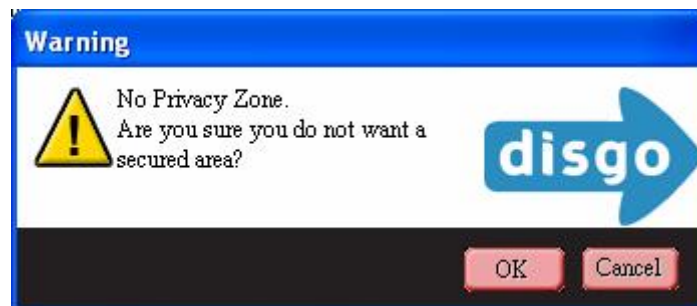 Warning
No Privacy Zone.
Are you sure you do not want a
secured area?
disgo
OK
Cancel